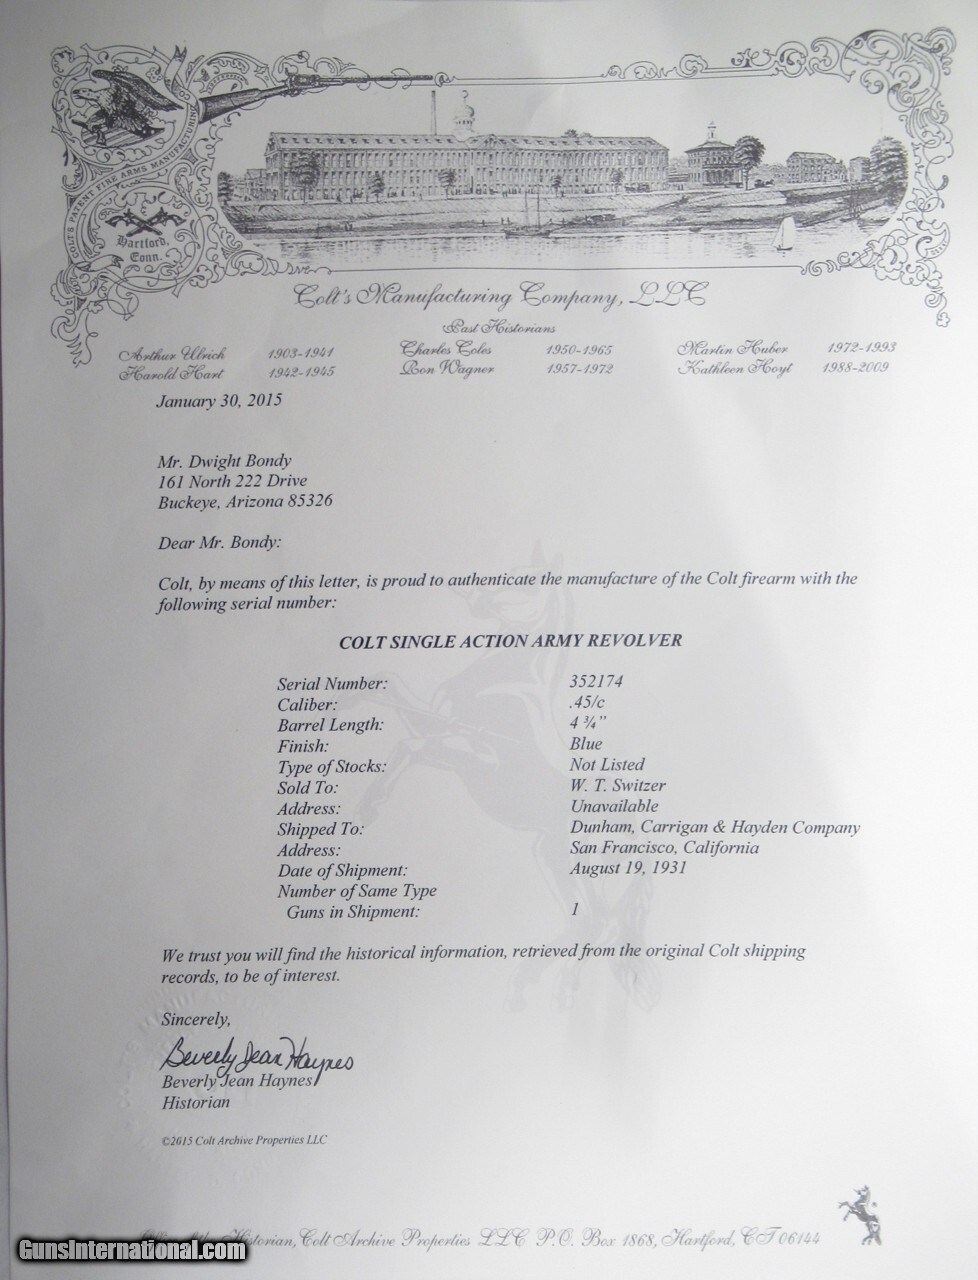 COLT'S PATENT FIRE ARMS MANUFACTURING CO
Hartford,
Conn.
Colt's Manufacturing Company, LLC
Past Historians
Arthur Ulrich 1903-1941 Charles Coles 1950-1965 Martin Huber 1972-1993
Harold Hart 1942-1945 Ron Wagner 1957-1972 Kathleen Hoyt 1988-2009
January 30, 2015
Mr. Dwight Bondy
161 North 222 Drive
Buckeye, Arizona 85326
Dear Mr. Bondy:
Colt, by means of this letter, is proud to authenticate the manufacture of the Colt firearm with the
following serial number:
COLT SINGLE ACTION ARMY REVOLVER
Serial Number: 352174
Caliber: .45/c
Barrel Length: 4 ¾"
Finish: Blue
Type of Stocks: Not Listed
Sold To: W. T. Switzer
Address: Unavailable
Shipped To: Dunham, Carrigan & Hayden Company
Address: San Francisco, California
Date of Shipment: August 19, 1931
Number of Same Type
Guns in Shipment: 1
We trust you will find the historical information, retrieved from the original Colt shipping
records, to be of interest.
Sincerely,
Beverly Jean Haynes
Beverly Jean Haynes
Historian
©2015 Colt Archive Properties LLC
Historian, Colt Archive Properties LLC P.O. Box 1868, Hartford, CT 06144
GunsInternational.com